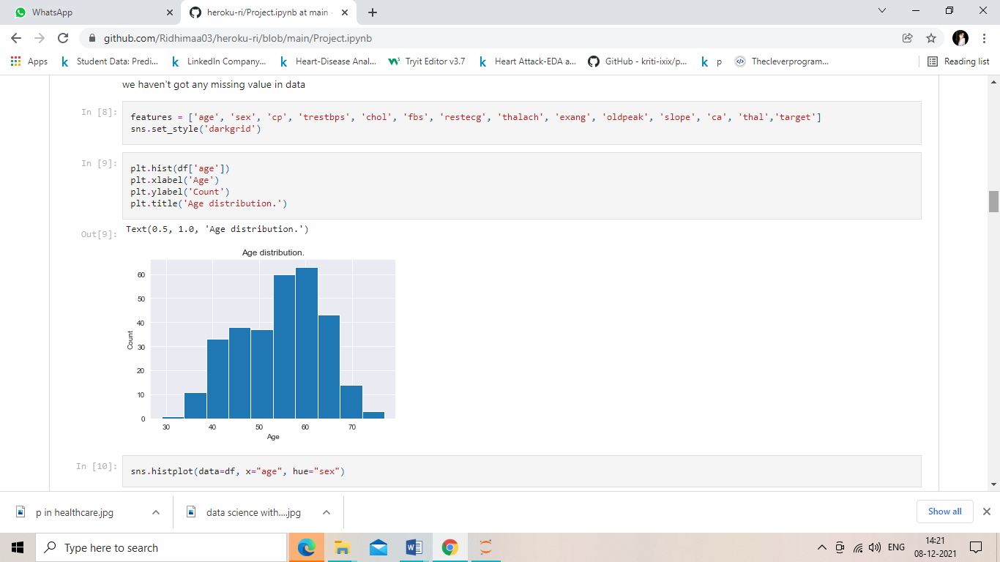 WhatsApp
heroku-ri/Project.ipynb at main
github.com/Ridhimaa03/heroku-ri/blob/main/Project.ipynb
Apps
Student Data: Predi...
LinkedIn Company...
Heart-Disease Anal...
Tryit Editor v3.7
Heart Attack-EDA a...
GitHub - kriti-ixix/p...
p
Thecleverprogram...
Reading list
we haven't got any missing value in data
In [8]:
features = ['age', 'sex', 'cp', 'trestbps', 'chol', 'fbs', 'restecg', 'thalach', 'exang', 'oldpeak', 'slope', 'ca', 'thal','target']
sns.set_style('darkgrid')
In [9]:
plt.hist(df['age'])
plt.xlabel('Age')
plt.ylabel('Count')
plt.title('Age distribution.')
Out[9]:
Text(0.5, 1.0, 'Age distribution.')
Age distribution.
60
50
40
30
20
10
0
Count
30 40 50 60 70
Age
In [10]:
sns.histplot(data=df, x="age", hue="sex")
p in healthcare.jpg
data science with....jpg
Show all
Type here to search
ENG
14:21
08-12-2021